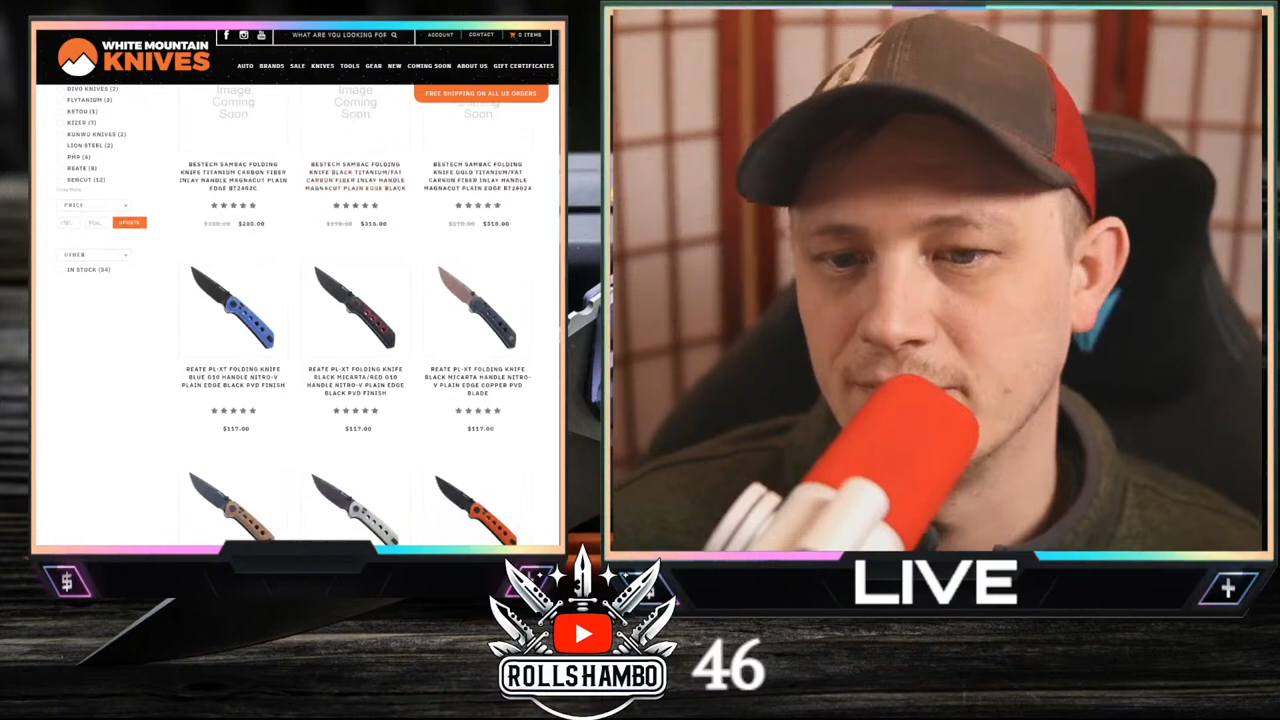 WHITE MOUNTAIN
KNIVES
WHAT ARE YOU LOOKING FOR
ACCOUNT
CONTACT
0 ITEMS
AUTO BRANDS SALE KNIVES TOOLS GEAR NEW COMING SOON ABOUT US GIFT CERTIFICATES
FREE SHIPPING ON ALL US ORDERS
DIVO KNIVES (2)
FLYTANIUM (3)
KETOU (1)
KIZER (7)
KUNWU KNIVES (2)
LION STEEL (2)
PMP (4)
REATE (8)
SENCUT (12)
PRICE
UPDATE
OTHER
IN STOCK (34)
Image
Coming
Soon
Image
Coming
Soon
Soon
BESTECH SAMBAC FOLDING
KNIFE TITANIUM CARBON FIBER
INLAY HANDLE MAGNACUT PLAIN
EDGE BT2402C
BESTECH SAMBAC FOLDING
KNIFE BLACK TITANIUM/FAT
CARBON FIBER INLAY HANDLE
MAGNACUT PLAIN EDGE BLACK
BESTECH SAMBAC FOLDING
KNIFE GOLD TITANIUM/FAT
CARBON FIBER INLAY HANDLE
MAGNACUT PLAIN EDGE BT2402A
$285.00
$315.00
$315.00
REATE PL-XT FOLDING KNIFE
BLUE G10 HANDLE NITRO-V
PLAIN EDGE BLACK PVD FINISH
REATE PL-XT FOLDING KNIFE
BLACK MICARTA/RED G10
HANDLE NITRO-V PLAIN EDGE
BLACK PVD FINISH
REATE PL-XT FOLDING KNIFE
BLACK MICARTA HANDLE NITRO-
V PLAIN EDGE COPPER PVD
BLADE
$117.00
$117.00
$117.00
LIVE
ROLLSHAMBO
46